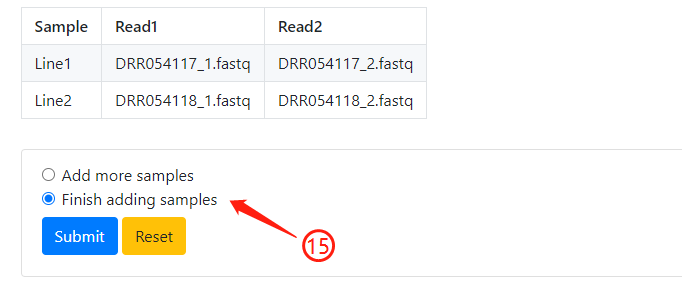 Sample Read1 Read2
Line1 DRR054117_1.fastq DRR054117_2.fastq
Line2 DRR054118_1.fastq DRR054118_2.fastq
Add more samples
Finish adding samples
Submit Reset
15